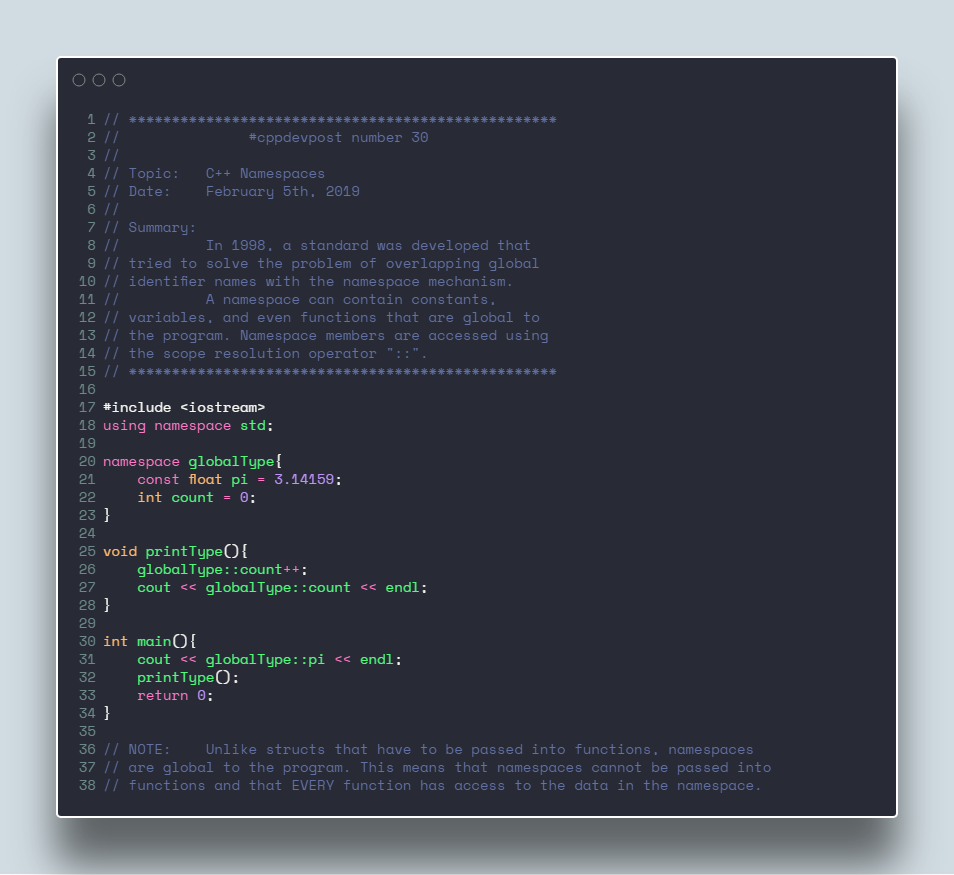 1 // **************************************************
2 //               #cppdevpost number 30
3 //
4 // Topic:   C++ Namespaces
5 // Date:    February 5th, 2019
6 //
7 // Summary:
8 //          In 1998, a standard was developed that
9 // tried to solve the problem of overlapping global
10 // identifier names with the namespace mechanism.
11 //          A namespace can contain constants,
12 // variables, and even functions that are global to
13 // the program. Namespace members are accessed using
14 // the scope resolution operator "::".
15 // **************************************************
16
17 #include <iostream>
18 using namespace std;
19
20 namespace globalType{
21     const float pi = 3.14159;
22     int count = 0;
23 }
24
25 void printType(){
26     globalType::count++;
27     cout << globalType::count << endl;
28 }
29
30 int main(){
31     cout << globalType::pi << endl;
32     printType();
33     return 0;
34 }
35
36 // NOTE:    Unlike structs that have to be passed into functions, namespaces
37 // are global to the program. This means that namespaces cannot be passed into
38 // functions and that EVERY function has access to the data in the namespace.